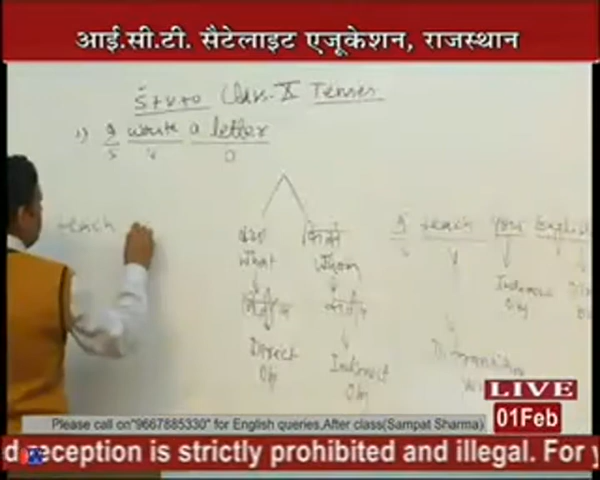 आई.सी.टी. सैटेलाइट एजूकेशन, राजस्थान
S+V+O Class-X Tenses
1) I write a letter
S V O
teach
I teach you English
S
What Whom
V
Direct Indirect
Obj Obj
Indirect
Obj
LIVE
01Feb
Please call on"9667885330" for English queries,After class(Sampat Sharma)
d reception is strictly prohibited and illegal. For y